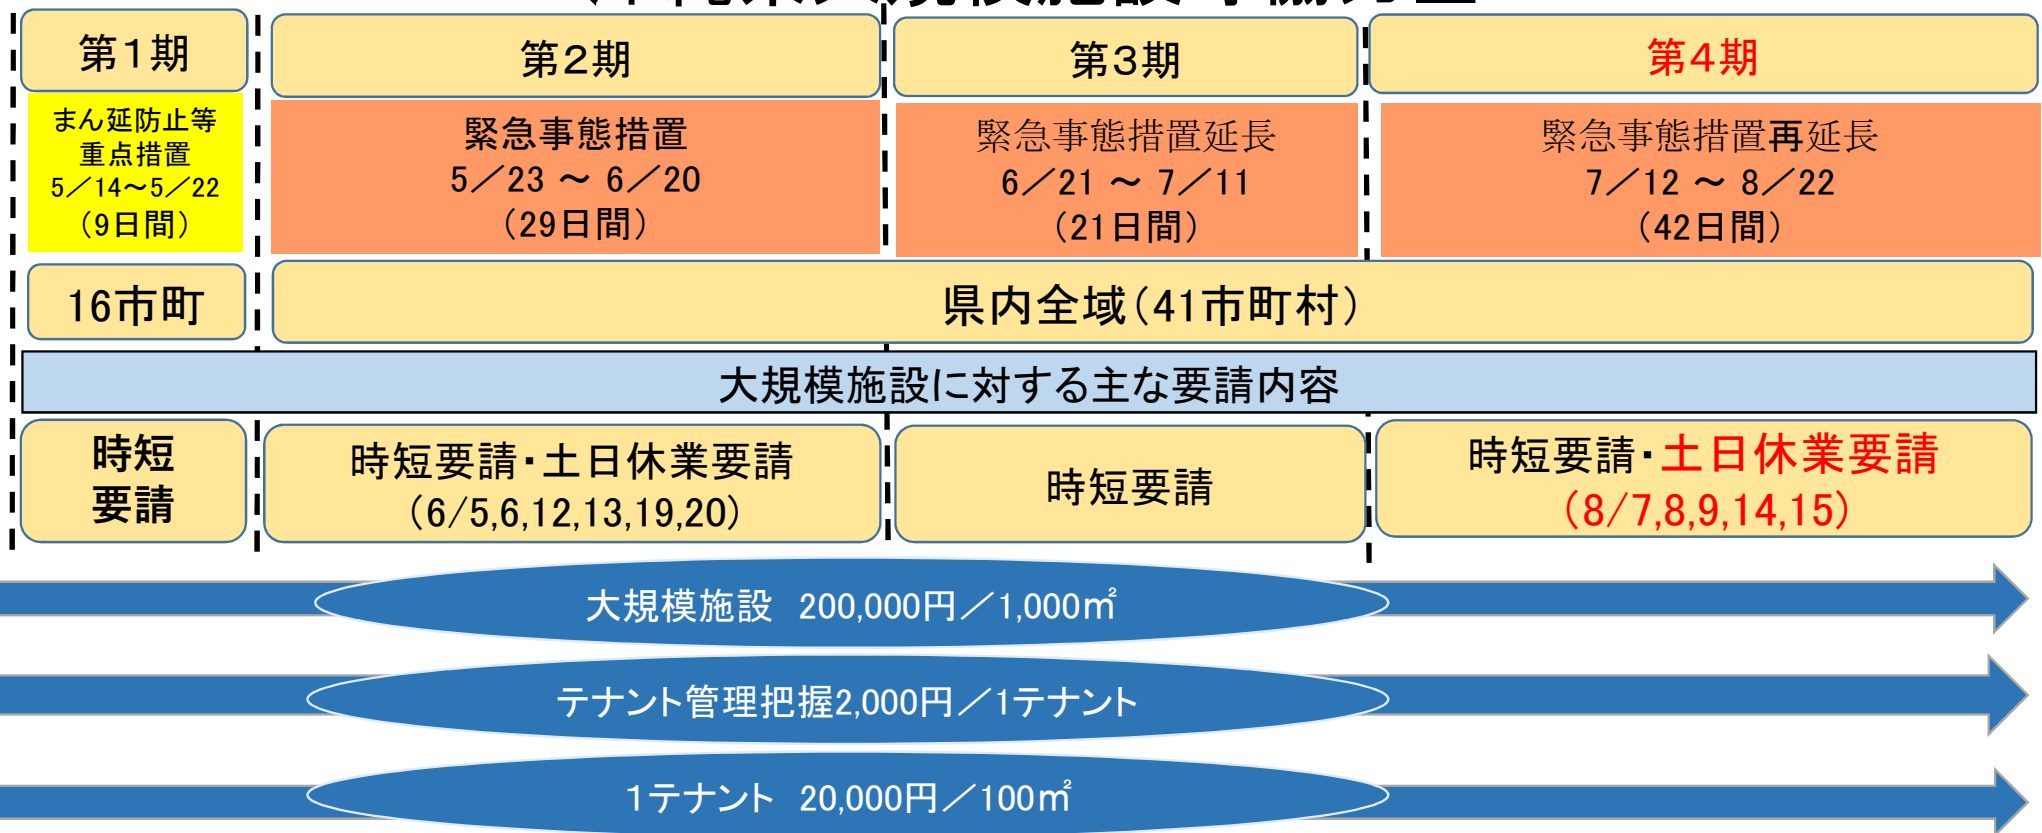 第1期
第2期
第3期
第4期
まん延防止等
重点措置
5/14～5/22
(9日間)
緊急事態措置
5/23 ～ 6/20
(29日間)
緊急事態措置延長
6/21 ～ 7/11
(21日間)
緊急事態措置再延長
7/12 ～ 8/22
(42日間)
16市町
県内全域(41市町村)
大規模施設に対する主な要請内容
時短
要請
時短要請・土日休業要請
(6/5,6,12,13,19,20)
時短要請
時短要請・土日休業要請
(8/7,8,9,14,15)
大規模施設 200,000円/1,000㎡
テナント管理把握2,000円/1テナント
1テナント 20,000円/100㎡